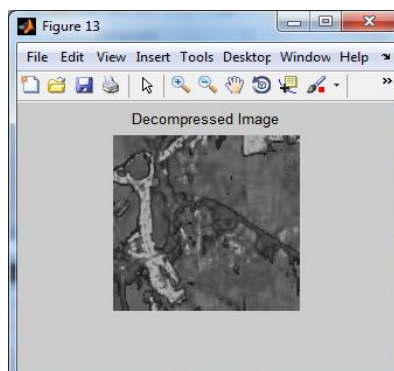 Figure 13
File Edit View Insert Tools Desktop Window Help
Decompressed Image